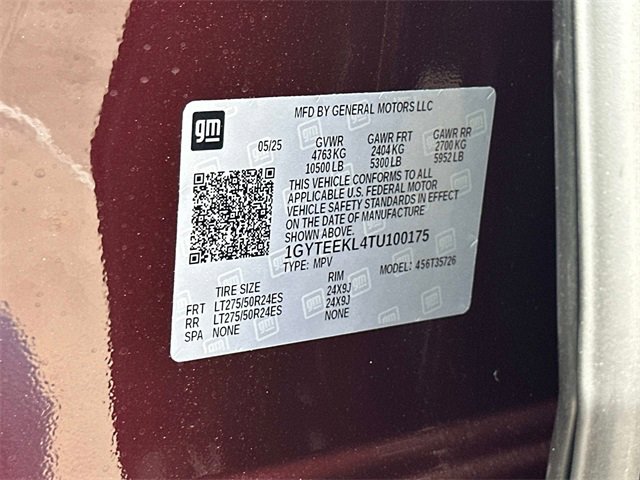 MFD BY GENERAL MOTORS LLC
gm
05/25 GVWR GAWR FRT GAWR RR
4763 KG 2404 KG 2700 KG
10500 LB 5300 LB 5952 LB
THIS VEHICLE CONFORMS TO ALL
APPLICABLE U.S. FEDERAL MOTOR
VEHICLE SAFETY STANDARDS IN EFFECT
ON THE DATE OF MANUFACTURE
SHOWN ABOVE.
1GYTEEKL4TU100175
TYPE: MPV MODEL: 456T35726
TIRE SIZE RIM
FRT LT275/50R24ES 24X9J
RR LT275/50R24ES 24X9J
SPA NONE NONE